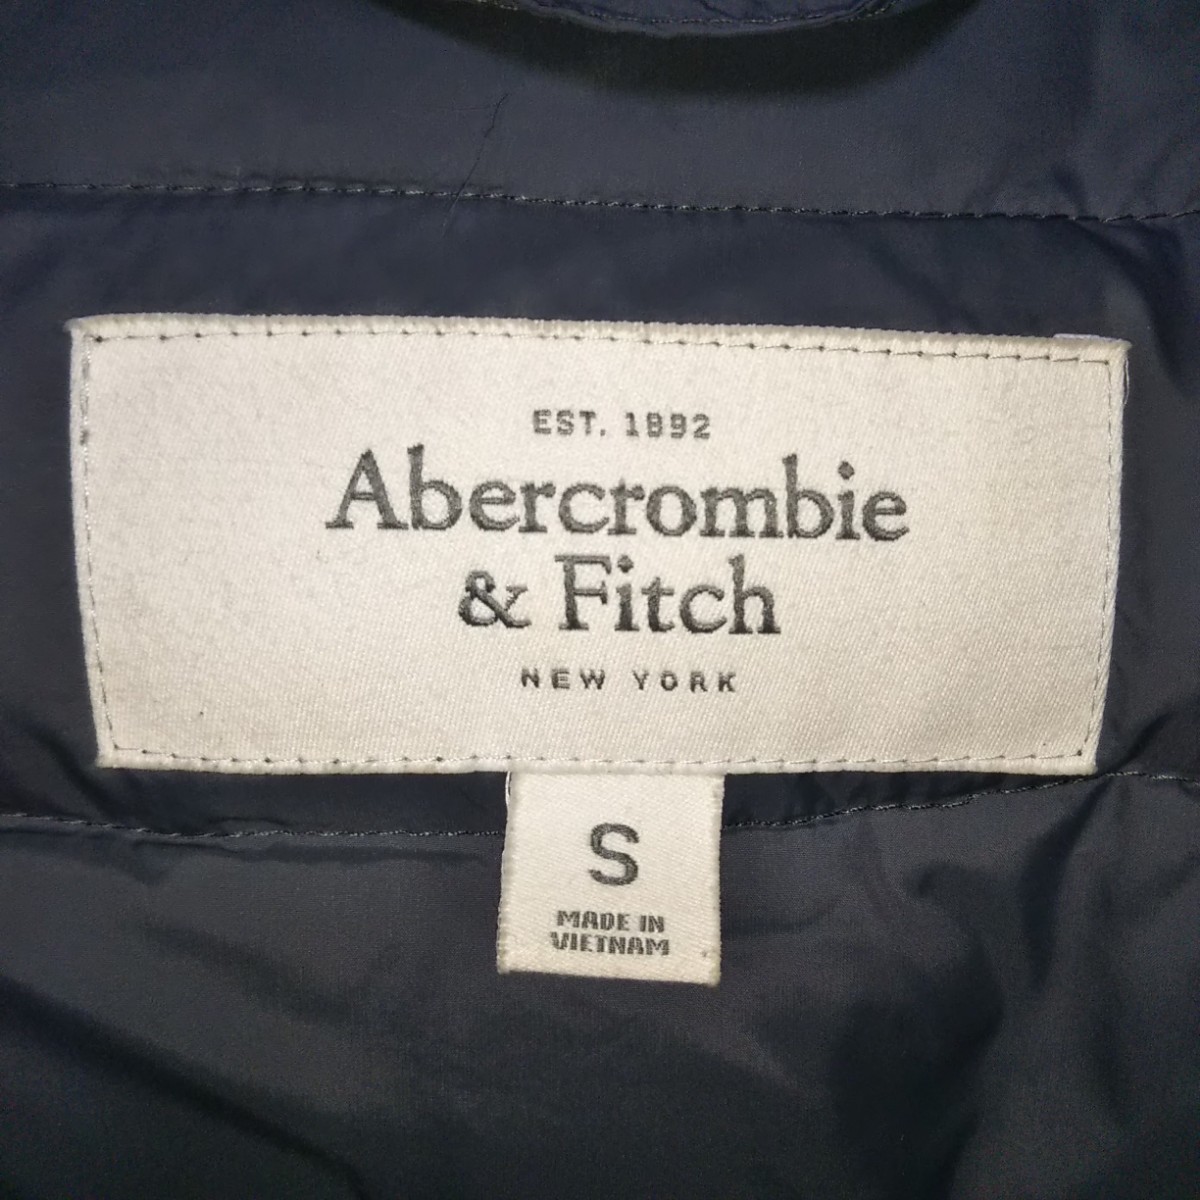 EST. 1892
Abercrombie
& Fitch
NEW YORK
S
MADE IN
VIETNAM